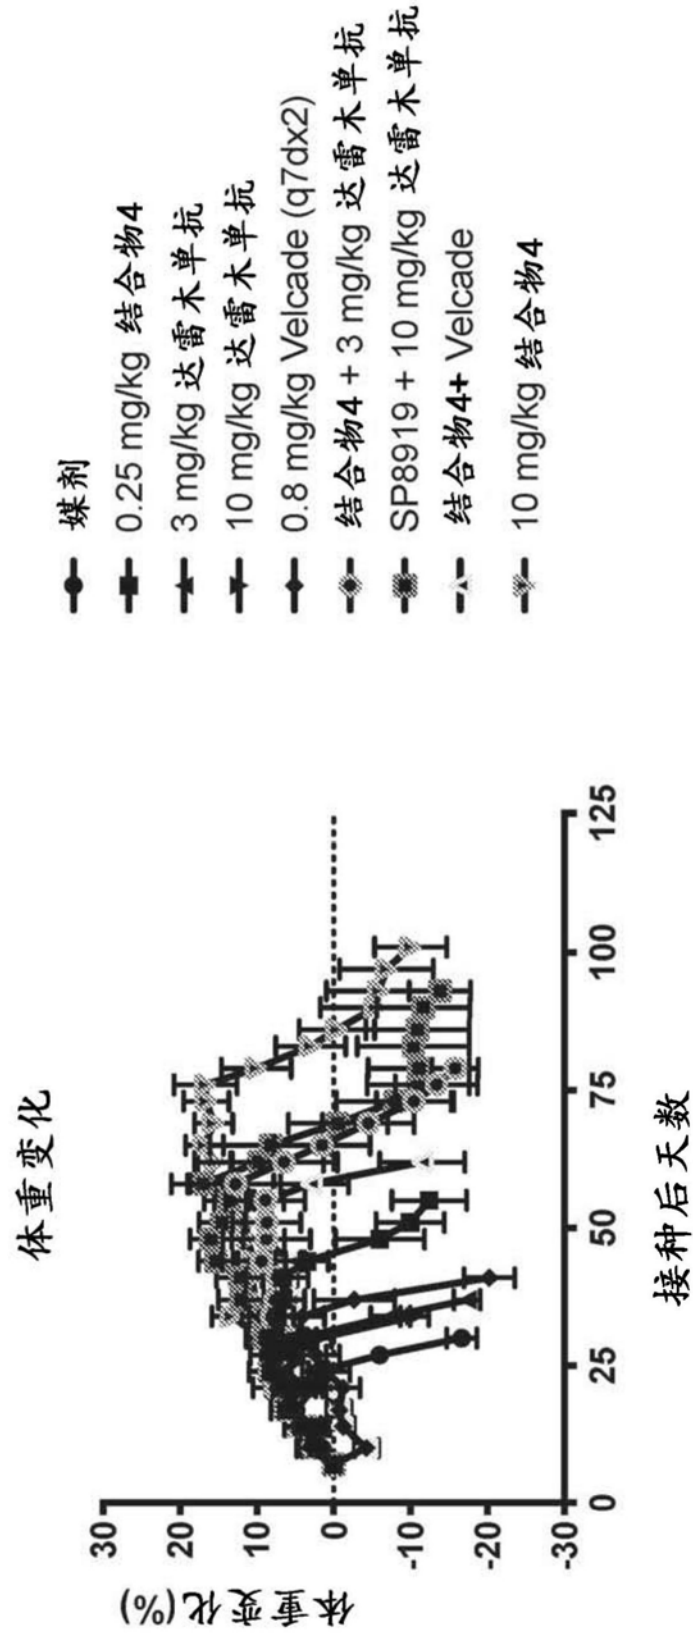 体重变化
体重变化(%)
30
20
10
0
-10
-20
-30
0
25
50
75
100
125
接种后天数
媒剂
0.25 mg/kg 结合物4
3 mg/kg 达雷木单抗
10 mg/kg 达雷木单抗
0.8 mg/kg Velcade (q7dx2)
结合物4 + 3 mg/kg 达雷木单抗
SP8919 + 10 mg/kg 达雷木单抗
结合物4+ Velcade
10 mg/kg 结合物4